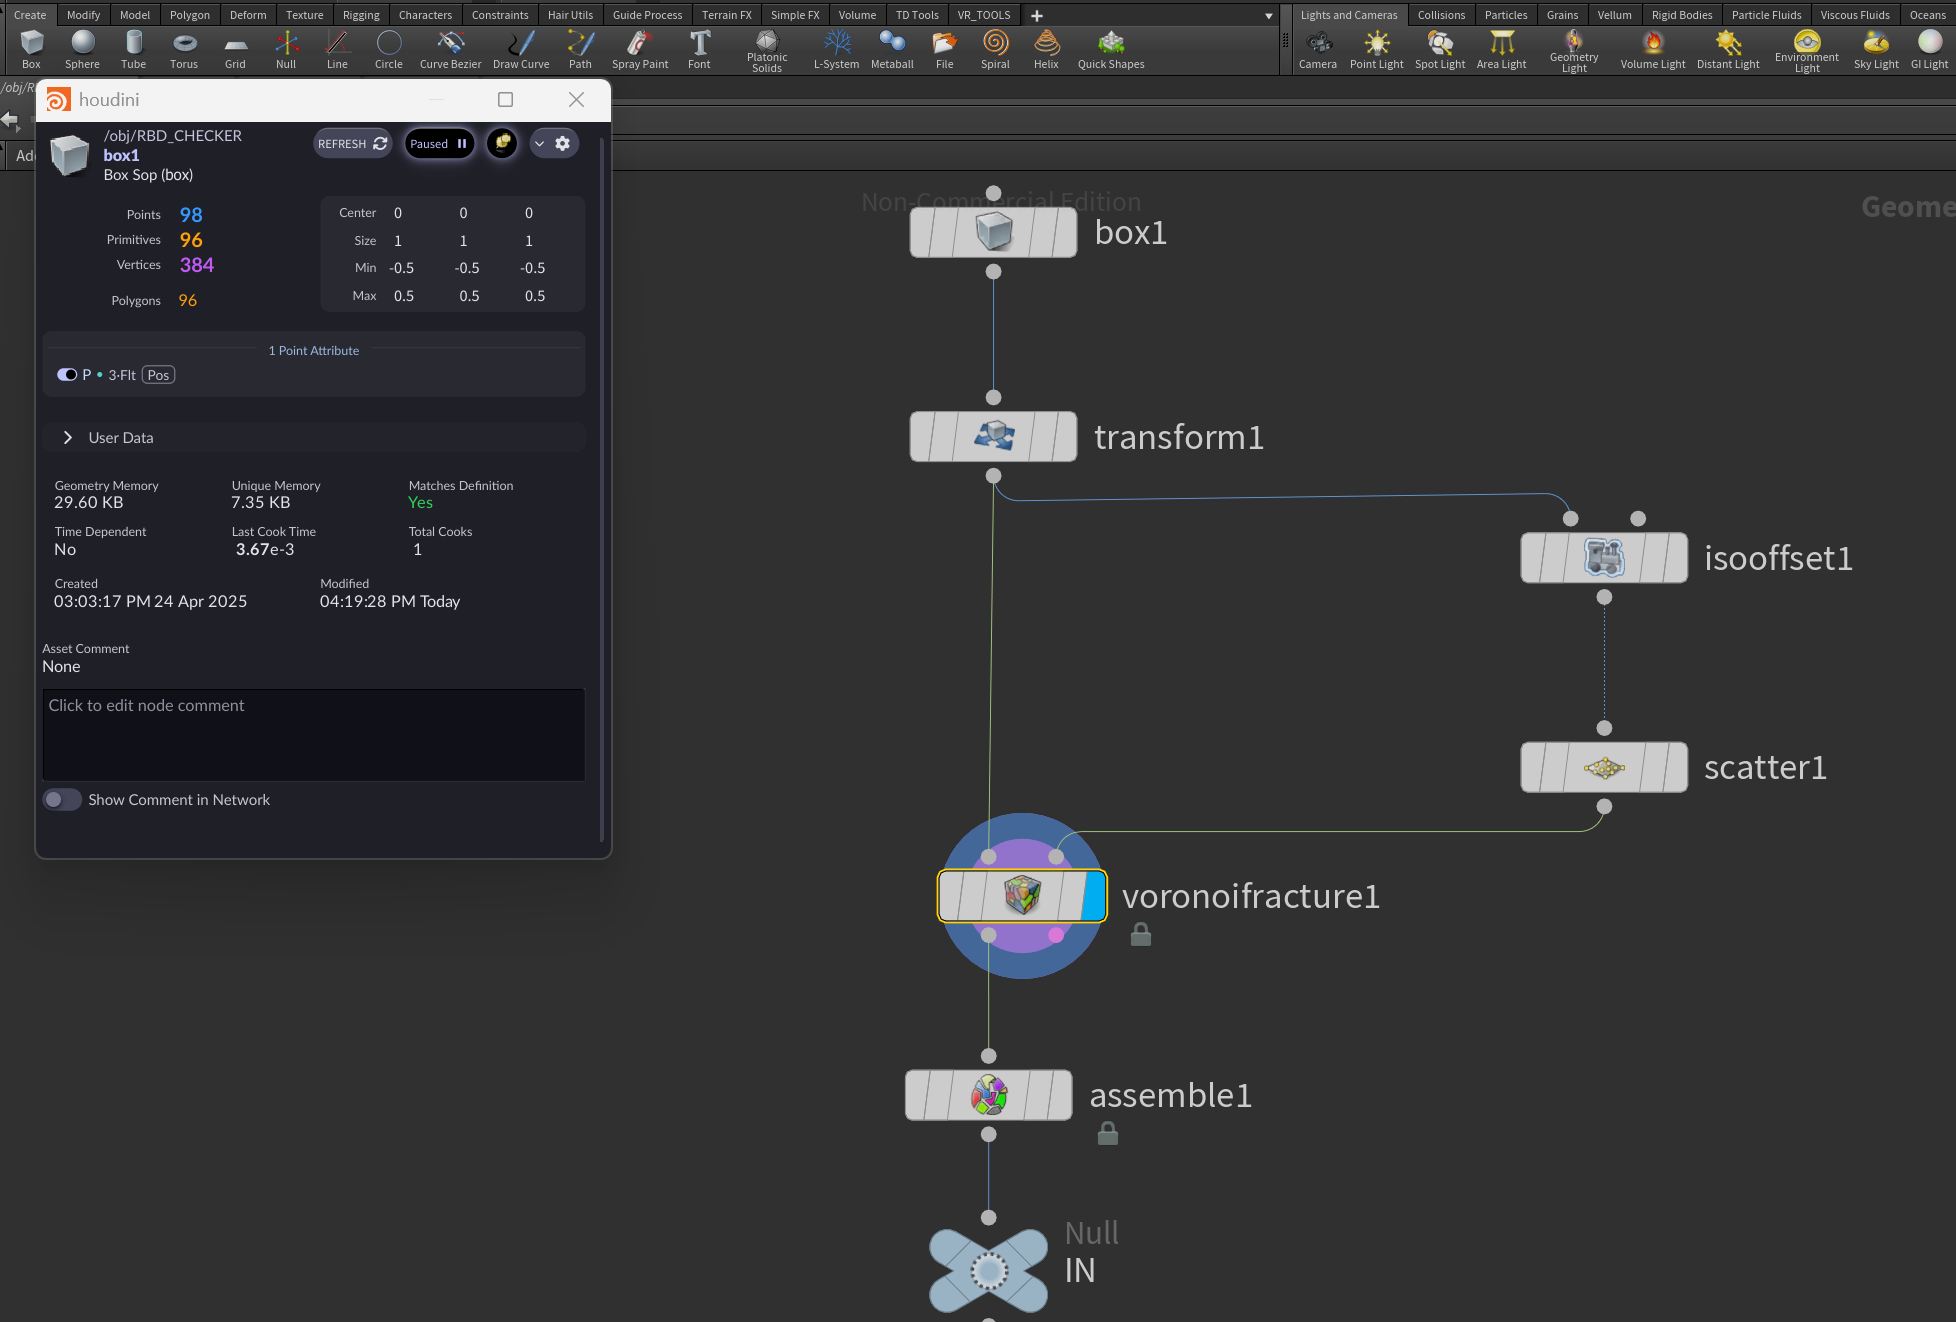 Create Modify Model Polygon Deform Texture Rigging Characters Constraints Hair Utils Guide Process Terrain FX Simple FX Volume TD Tools VR_TOOLS
Lights and Cameras Collisions Particles Grains Vellum Rigid Bodies Particle Fluids Viscous Fluids Oceans
Box Sphere Tube Torus Grid Null Line Circle Curve Bezier Draw Curve Path Spray Paint Font Platonic Solids L-System Metaball File Spiral Helix Quick Shapes
Camera Point Light Spot Light Area Light Geometry Light Volume Light Distant Light Environment Light Sky Light GI Light
/obj/R
houdini
/obj/RBD_CHECKER
box1
Box Sop (box)
REFRESH
Paused
Points 98
Primitives 96
Vertices 384
Polygons 96
Center 0 0 0
Size 1 1 1
Min -0.5 -0.5 -0.5
Max 0.5 0.5 0.5
1 Point Attribute
P • 3·Flt Pos
User Data
Geometry Memory Unique Memory Matches Definition
29.60 KB 7.35 KB Yes
Time Dependent Last Cook Time Total Cooks
No 3.67e-3 1
Created Modified
03:03:17 PM 24 Apr 2025 04:19:28 PM Today
Asset Comment
None
Click to edit node comment
Show Comment in Network
Non-Commercial Edition
Geome
box1
transform1
isooffset1
scatter1
voronoifracture1
assemble1
Null
IN